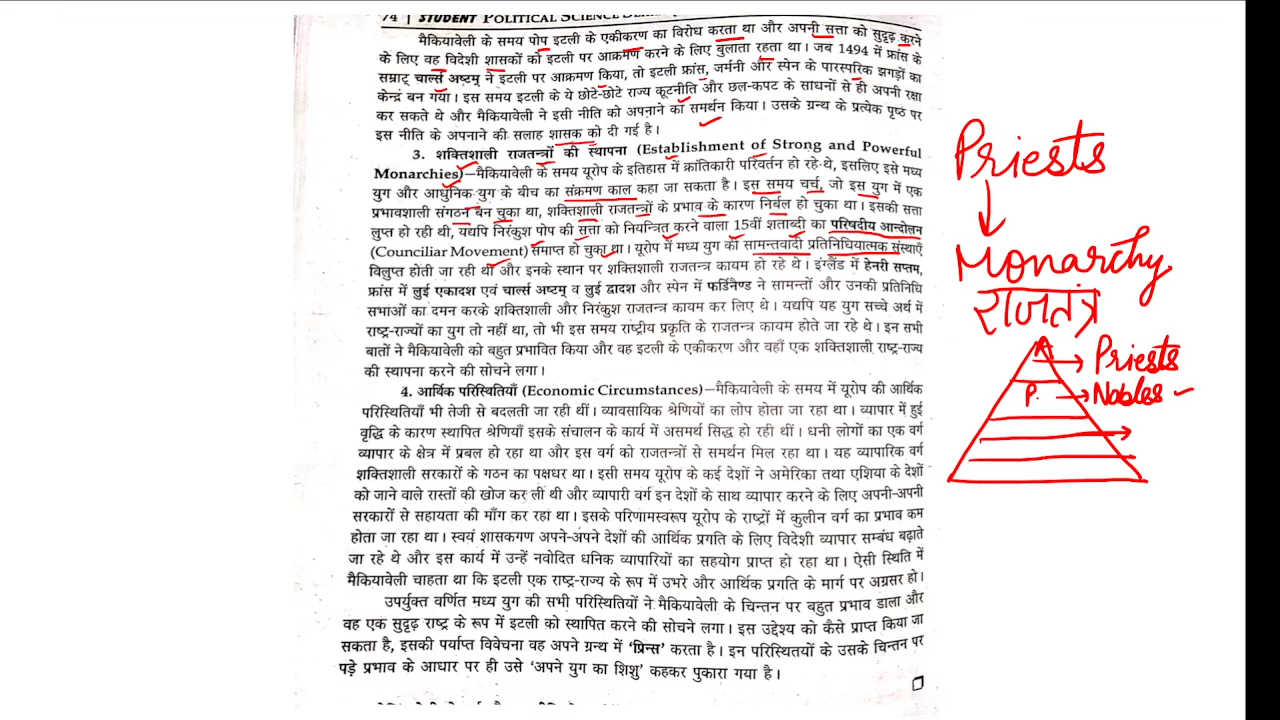 74 | STUDENT POLITICAL SCIENCE
मैकियावेली के समय पोप इटली के एकीकरण का विरोध करता था और अपनी सत्ता को सुदृढ़ करने
के लिए वह विदेशी शासकों को इटली पर आक्रमण करने के लिए बुलाता रहता था। जब 1494 में फ्रांस के
सम्राट् चार्ल्स अष्टम् ने इटली पर आक्रमण किया, तो इटली फ्रांस, जर्मनी और स्पेन के पारस्परिक झगड़ों का
केन्द्र बन गया। इस समय इटली के ये छोटे-छोटे राज्य कूटनीति और छल-कपट के साधनों से ही अपनी रक्षा
कर सकते थे और मैकियावेली ने इसी नीति को अपनाने का समर्थन किया। उसके ग्रन्थ के प्रत्येक पृष्ठ पर
इस नीति के अपनाने की सलाह शासक को दी गई है।
3. शक्तिशाली राजतन्त्रों की स्थापना (Establishment of Strong and Powerful
Monarchies)—मैकियावेली के समय यूरोप के इतिहास में क्रांतिकारी परिवर्तन हो रहे थे, इसलिए इसे मध्य
युग और आधुनिक युग के बीच का संक्रमण काल कहा जा सकता है। इस समय चर्च, जो इस युग में एक
प्रभावशाली संगठन बन चुका था, शक्तिशाली राजतन्त्रों के प्रभाव के कारण निर्बल हो चुका था। इसकी सत्ता
लुप्त हो रही थी, यद्यपि निरंकुश पोप की सत्ता को नियन्त्रित करने वाला 15वीं शताब्दी का परिषदीय आन्दोलन
(Counciliar Movement) समाप्त हो चुका था। यूरोप में मध्य युग की सामन्तवादी प्रतिनिधियात्मक संस्थाएँ
विलुप्त होती जा रही थीं और इनके स्थान पर शक्तिशाली राजतन्त्र कायम हो रहे थे। इंग्लैंड में हेनरी सप्तम,
फ्रांस में लुई एकादश एवं चार्ल्स अष्टम् व लुई द्वादश और स्पेन में फर्डिनैण्ड ने सामन्तों और उनकी प्रतिनिधि
सभाओं का दमन करके शक्तिशाली और निरंकुश राजतन्त्र कायम कर लिए थे। यद्यपि यह युग सच्चे अर्थ में
राष्ट्र-राज्यों का युग तो नहीं था, तो भी इस समय राष्ट्रीय प्रकृति के राजतन्त्र कायम होते जा रहे थे। इन सभी
बातों ने मैकियावेली को बहुत प्रभावित किया और वह इटली के एकीकरण और वहाँ एक शक्तिशाली राष्ट्र-राज्य
की स्थापना करने की सोचने लगा।
4. आर्थिक परिस्थितियाँ (Economic Circumstances)—मैकियावेली के समय में यूरोप की आर्थिक
परिस्थितियाँ भी तेजी से बदलती जा रही थीं। व्यावसायिक श्रेणियों का लोप होता जा रहा था। व्यापार में हुई
वृद्धि के कारण स्थापित श्रेणियाँ इसके संचालन के कार्य में असमर्थ सिद्ध हो रही थीं। धनी लोगों का एक वर्ग
व्यापार के क्षेत्र में प्रबल हो रहा था और इस वर्ग को राजतन्त्रों से समर्थन मिल रहा था। यह व्यापारिक वर्ग
शक्तिशाली सरकारों के गठन का पक्षधर था। इसी समय यूरोप के कई देशों ने अमेरिका तथा एशिया के देशों
को जाने वाले रास्तों की खोज कर ली थी और व्यापारी वर्ग इन देशों के साथ व्यापार करने के लिए अपनी-अपनी
सरकारों से सहायता की माँग कर रहा था। इसके परिणामस्वरूप यूरोप के राष्ट्रों में कुलीन वर्ग का प्रभाव कम
होता जा रहा था। स्वयं शासकगण अपने-अपने देशों की आर्थिक प्रगति के लिए विदेशी व्यापार सम्बंध बढ़ाते
जा रहे थे और इस कार्य में उन्हें नवोदित धनिक व्यापारियों का सहयोग प्राप्त हो रहा था। ऐसी स्थिति में
मैकियावेली चाहता था कि इटली एक राष्ट्र-राज्य के रूप में उभरे और आर्थिक प्रगति के मार्ग पर अग्रसर हो।
उपर्युक्त वर्णित मध्य युग की सभी परिस्थितियों ने मैकियावेली के चिन्तन पर बहुत प्रभाव डाला और
वह एक सुदृढ़ राष्ट्र के रूप में इटली को स्थापित करने की सोचने लगा। इस उद्देश्य को कैसे प्राप्त किया जा
सकता है, इसकी पर्याप्त विवेचना वह अपने ग्रन्थ में 'प्रिन्स' करता है। इन परिस्थितियों के उसके चिन्तन पर
पड़े प्रभाव के आधार पर ही उसे 'अपने युग का शिशु' कहकर पुकारा गया है।
Priests
Monarchy
राजतंत्र
Priests
P. Nobles